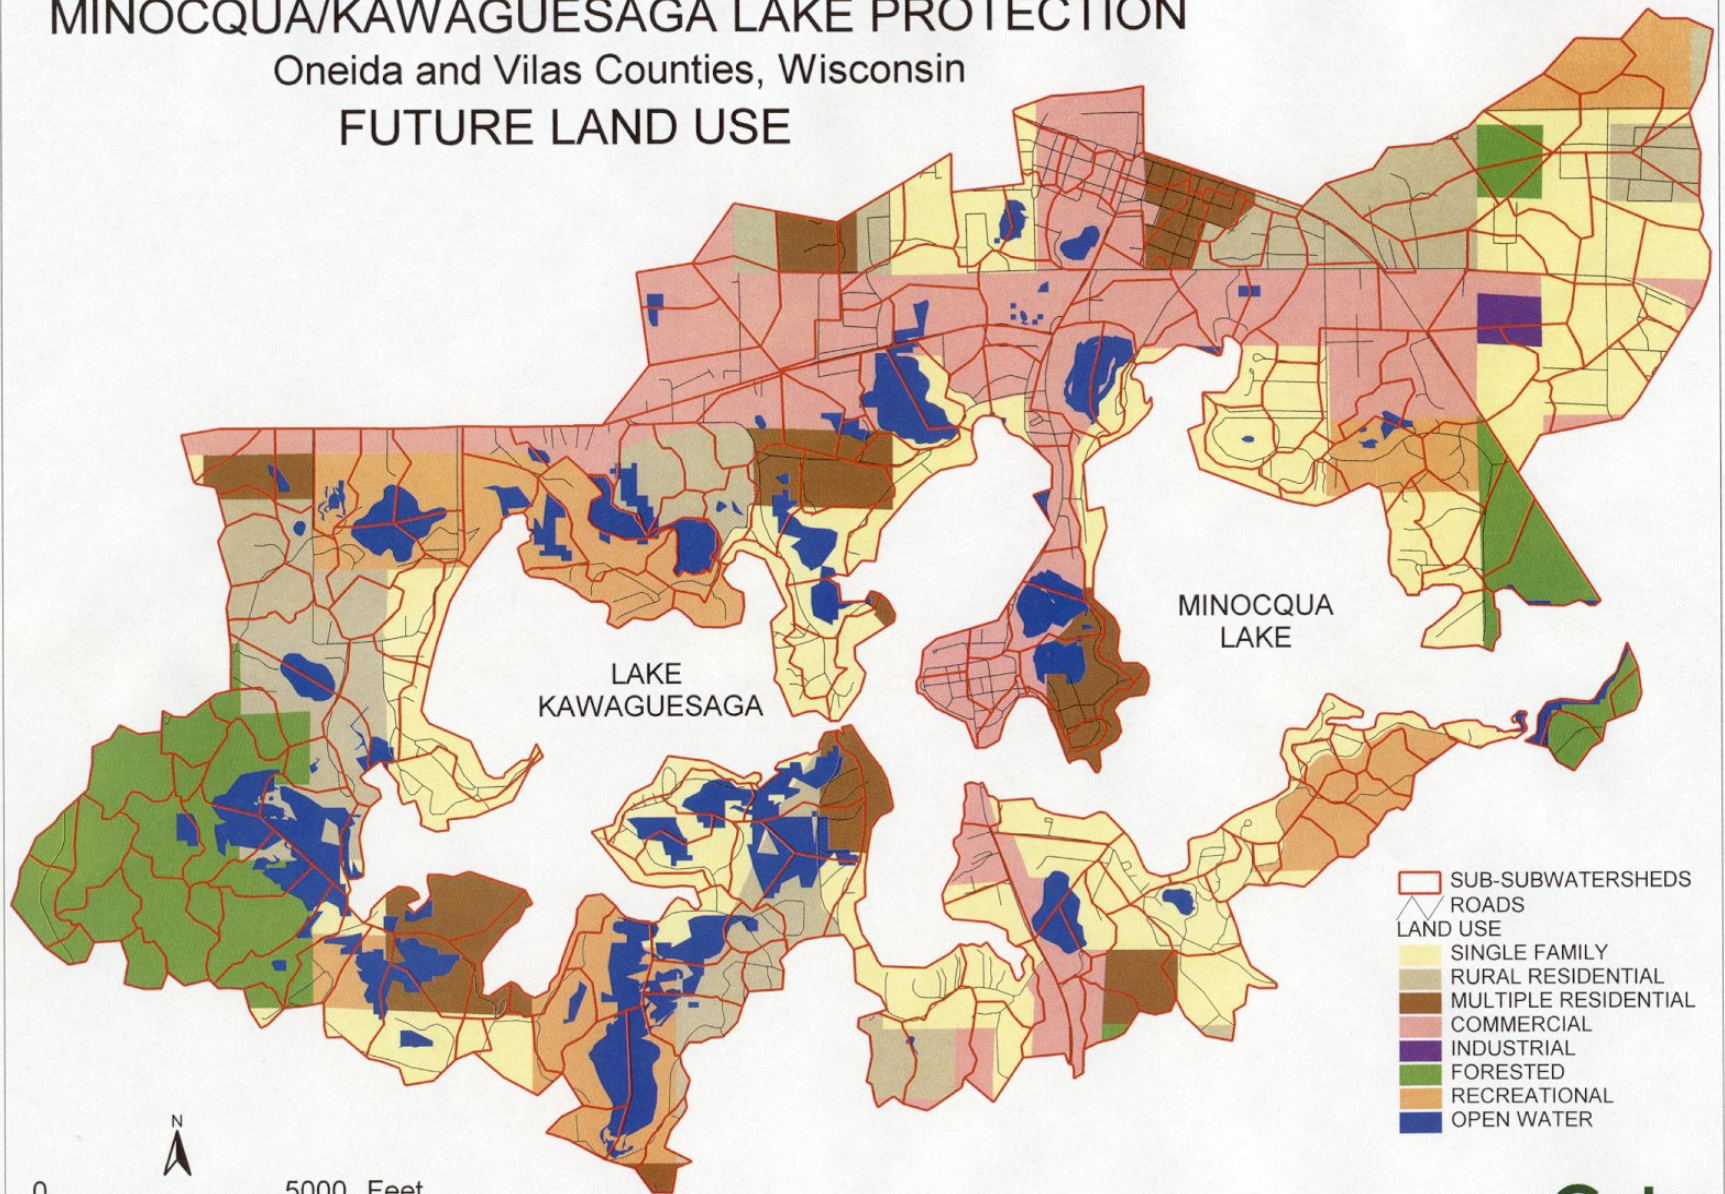 MINOCQUA/KAWAGUESAGA LAKE PROTECTION
Oneida and Vilas Counties, Wisconsin
FUTURE LAND USE
MINOCQUA
LAKE
LAKE
KAWAGUESAGA
SUB-SUBWATERSHEDS
ROADS
LAND USE
SINGLE FAMILY
RURAL RESIDENTIAL
MULTIPLE RESIDENTIAL
COMMERCIAL
INDUSTRIAL
FORESTED
RECREATIONAL
OPEN WATER
N
0 5000 Feet